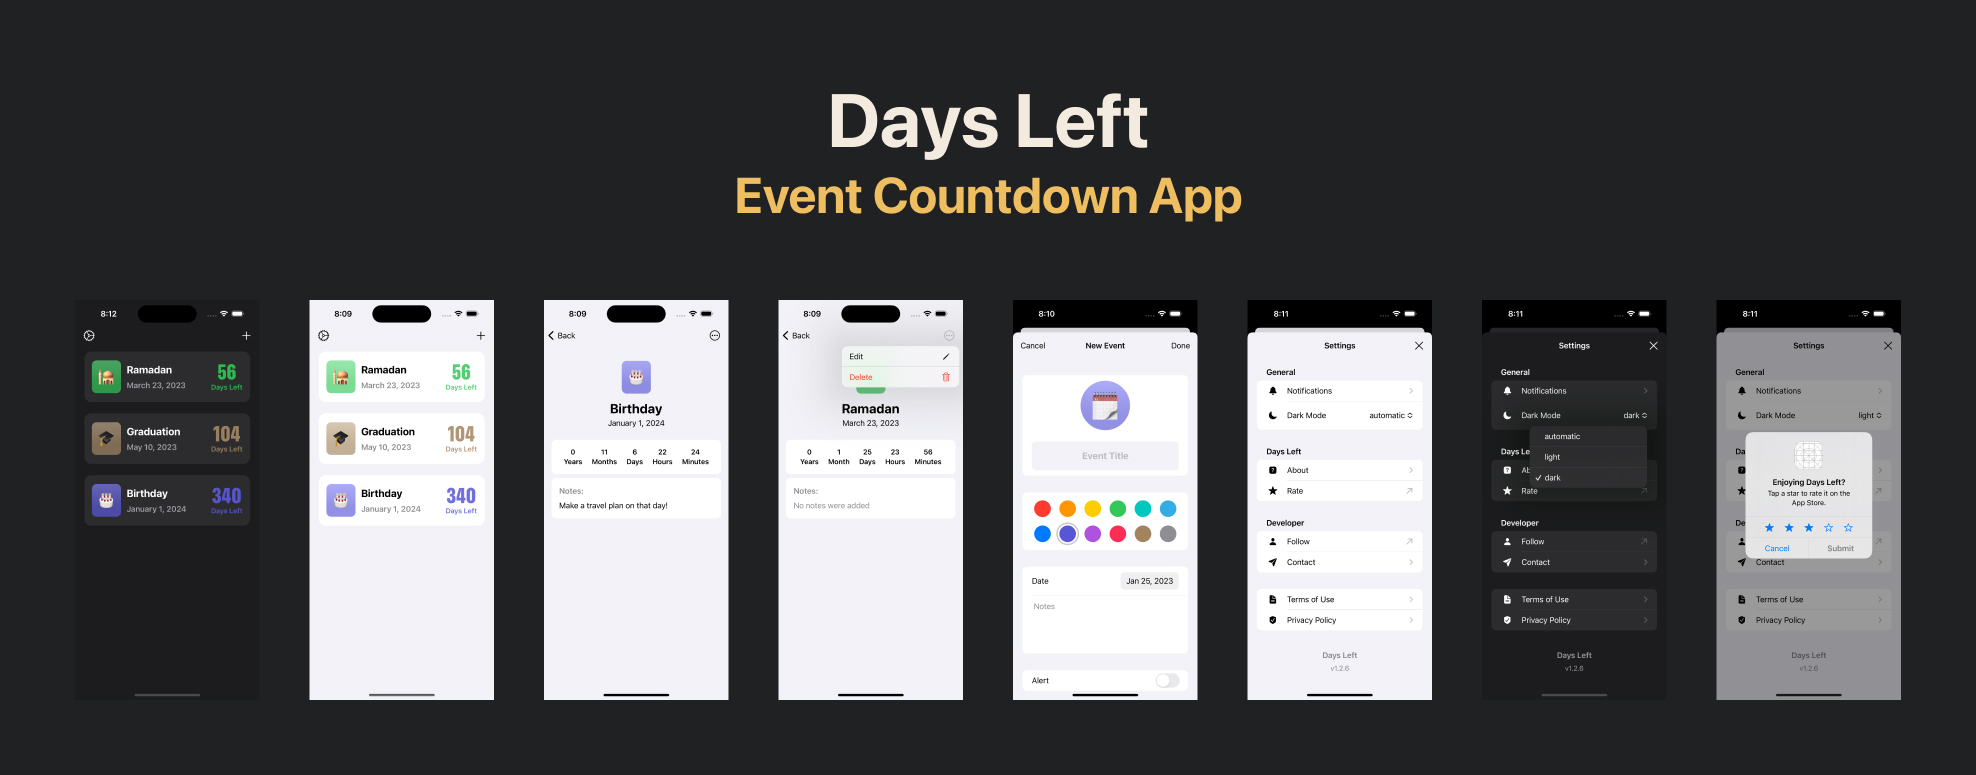 Days Left
Event Countdown App
8:12
Ramadan
March 23, 2023
56
Days Left
Graduation
May 10, 2023
104
Days Left
Birthday
January 1, 2024
340
Days Left
8:09
Ramadan
March 23, 2023
56
Days Left
Graduation
May 10, 2023
104
Days Left
Birthday
January 1, 2024
340
Days Left
8:09
Back
Birthday
January 1, 2024
0 11 6 22 24
Years Months Days Hours Minutes
Notes:
Make a travel plan on that day!
8:09
Back
Edit
Delete
Ramadan
March 23, 2023
0 1 25 23 56
Years Month Days Hours Minutes
Notes:
No notes were added
8:10
Cancel New Event Done
Event Title
Date Jan 25, 2023
Notes
Alert
8:11
Settings
General
Notifications
Dark Mode automatic
Days Left
About
Rate
Developer
Follow
Contact
Terms of Use
Privacy Policy
Days Left
v1.2.6
8:11
Settings
General
Notifications
Dark Mode dark
automatic
Days Le
light
Ab
dark
Rate
Developer
Follow
Contact
Terms of Use
Privacy Policy
Days Left
v1.2.6
8:11
Settings
General
Notifications
Dark Mode light
Da
Enjoying Days Left?
Tap a star to rate it on the
App Store.
De
Cancel Submit
Contact
Terms of Use
Privacy Policy
Days Left
v1.2.6